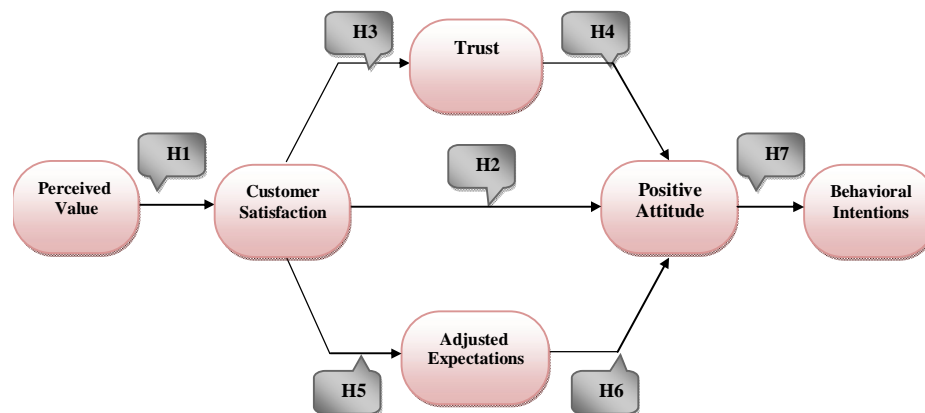 H3
Trust
H4
H1
H2
H7
Perceived
Value
Customer
Satisfaction
Positive
Attitude
Behavioral
Intentions
Adjusted
Expectations
H5
H6